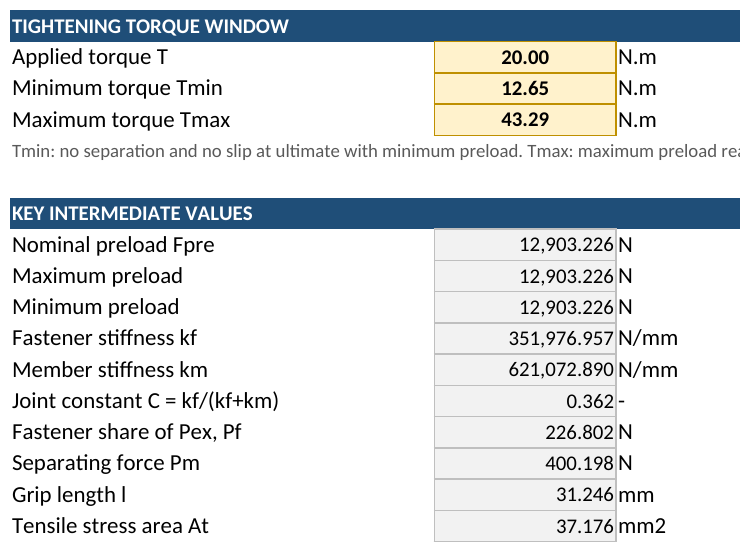 TIGHTENING TORQUE WINDOW
Applied torque T 20.00 N.m
Minimum torque Tmin 12.65 N.m
Maximum torque Tmax 43.29 N.m
Tmin: no separation and no slip at ultimate with minimum preload. Tmax: maximum preload rea
KEY INTERMEDIATE VALUES
Nominal preload Fpre 12,903.226 N
Maximum preload 12,903.226 N
Minimum preload 12,903.226 N
Fastener stiffness kf 351,976.957 N/mm
Member stiffness km 621,072.890 N/mm
Joint constant C = kf/(kf+km) 0.362 -
Fastener share of Pex, Pf 226.802 N
Separating force Pm 400.198 N
Grip length l 31.246 mm
Tensile stress area At 37.176 mm2